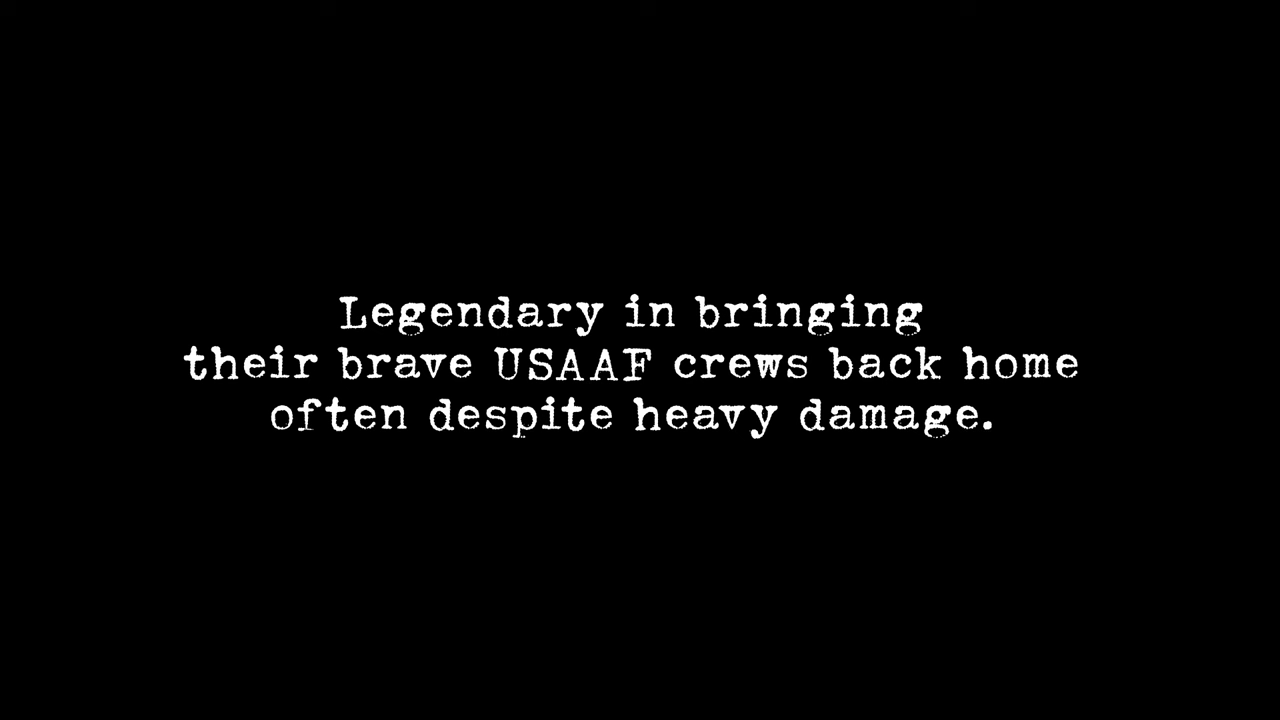 Legendary in bringing
their brave USAAF crews back home
often despite heavy damage.